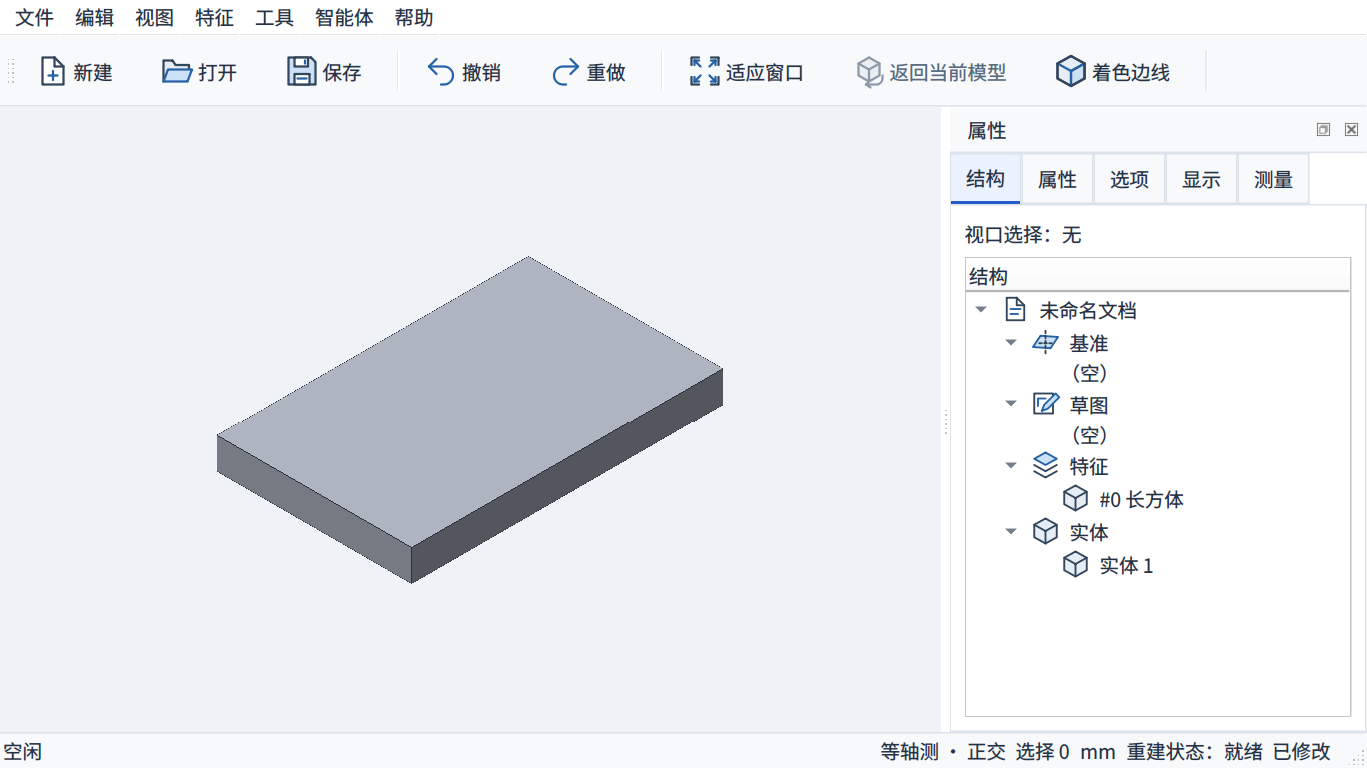 文件 编辑 视图 特征 工具 智能体 帮助
新建 打开 保存 撤销 重做 适应窗口 返回当前模型 着色边线
属性
结构 属性 选项 显示 测量
视口选择：无
结构
未命名文档
基准
（空）
草图
（空）
特征
#0 长方体
实体
实体 1
空闲 等轴测 · 正交 选择 0 mm 重建状态：就绪 已修改